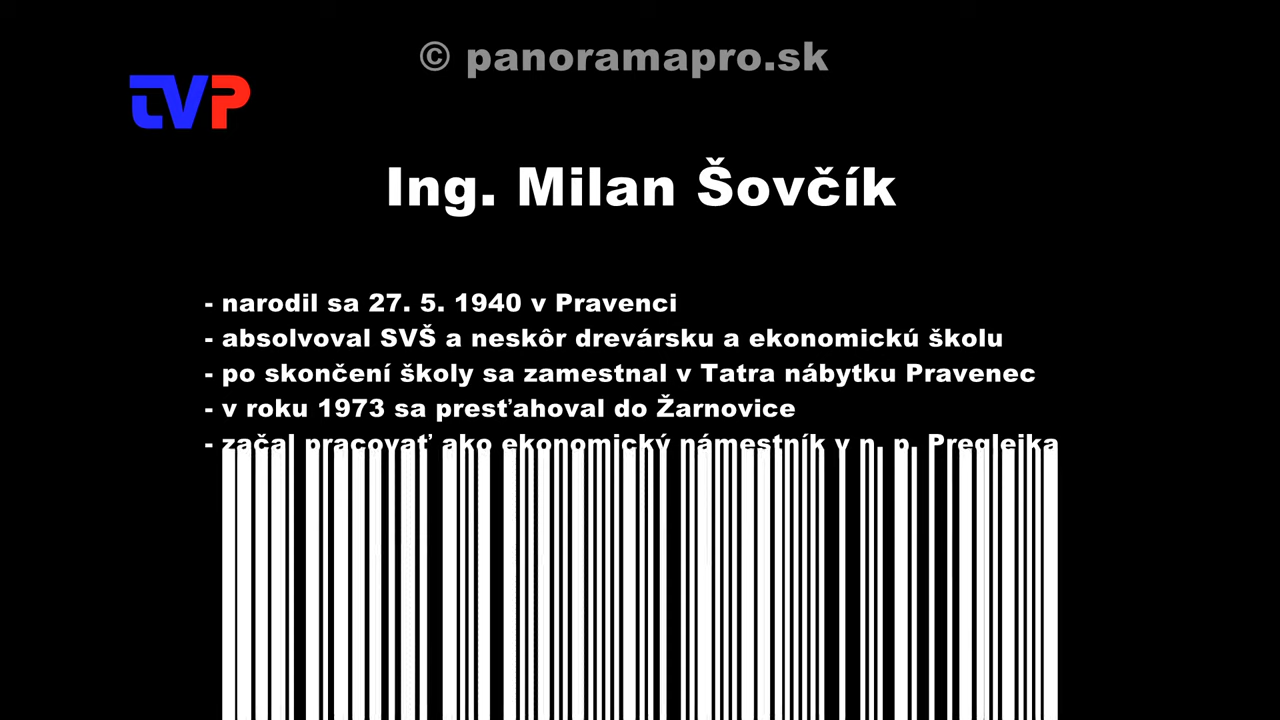 © panoramapro.sk
TVP
Ing. Milan Šovčík
- narodil sa 27. 5. 1940 v Pravenci
- absolvoval SVŠ a neskôr drevársku a ekonomickú školu
- po skončení školy sa zamestnal v Tatra nábytku Pravenec
- v roku 1973 sa presťahoval do Žarnovice
- začal pracovať ako ekonomický námestník v n. p. Preglejka